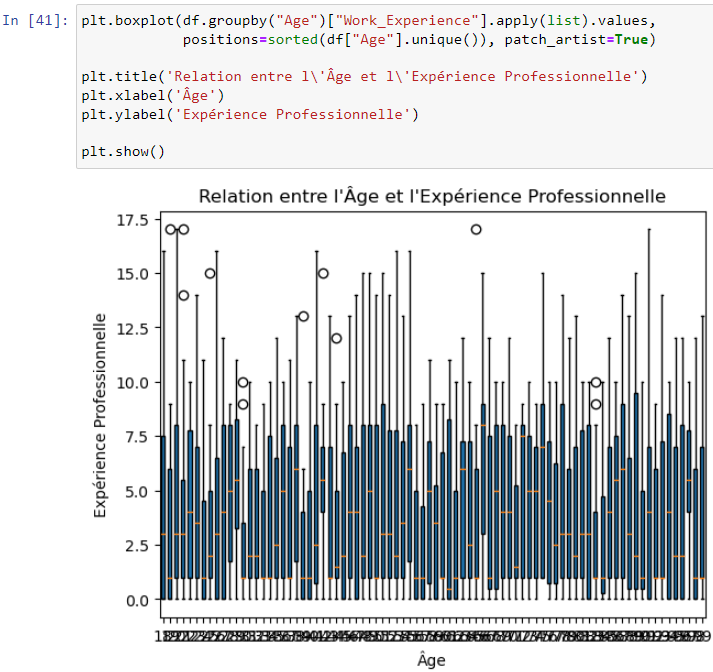 In [41]: plt.boxplot(df.groupby("Age")["Work_Experience"].apply(list).values,
positions=sorted(df["Age"].unique()), patch_artist=True)
plt.title('Relation entre l\'Âge et l\'Expérience Professionnelle')
plt.xlabel('Âge')
plt.ylabel('Expérience Professionnelle')
plt.show()
Relation entre l'Âge et l'Expérience Professionnelle
17.5
15.0
12.5
10.0
7.5
5.0
2.5
0.0
Expérience Professionnelle
Âge